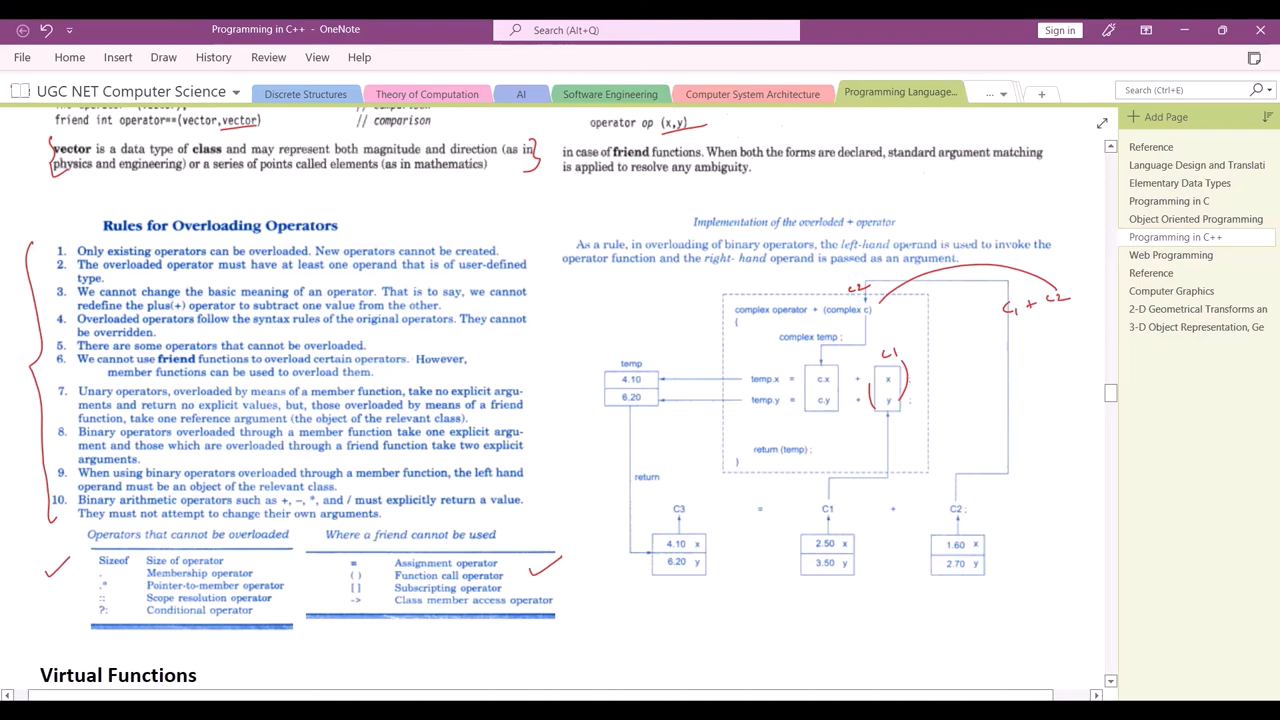 Programming in C++ - OneNote
Search (Alt+Q)
Sign in
File Home Insert Draw History Review View Help
UGC NET Computer Science
Discrete Structures Theory of Computation AI Software Engineering Computer System Architecture Programming Language... ...
Search (Ctrl+E)
Add Page
Reference
Language Design and Translati
Elementary Data Types
Programming in C
Object Oriented Programming
Programming in C++
Web Programming
Reference
Computer Graphics
2-D Geometrical Transforms an
3-D Object Representation, Ge
friend int operator==(vector,vector) // comparison
vector is a data type of class and may represent both magnitude and direction (as in
physics and engineering) or a series of points called elements (as in mathematics)
operator op (x,y)
in case of friend functions. When both the forms are declared, standard argument matching
is applied to resolve any ambiguity.
Rules for Overloading Operators
1. Only existing operators can be overloaded. New operators cannot be created.
2. The overloaded operator must have at least one operand that is of user-defined
type.
3. We cannot change the basic meaning of an operator. That is to say, we cannot
redefine the plus(+) operator to subtract one value from the other.
4. Overloaded operators follow the syntax rules of the original operators. They cannot
be overridden.
5. There are some operators that cannot be overloaded.
6. We cannot use friend functions to overload certain operators. However,
member functions can be used to overload them.
7. Unary operators, overloaded by means of a member function, take no explicit argu-
ments and return no explicit values, but, those overloaded by means of a friend
function, take one reference argument (the object of the relevant class).
8. Binary operators overloaded through a member function take one explicit argu-
ment and those which are overloaded through a friend function take two explicit
arguments.
9. When using binary operators overloaded through a member function, the left hand
operand must be an object of the relevant class.
10. Binary arithmetic operators such as +, –, *, and / must explicitly return a value.
They must not attempt to change their own arguments.
Operators that cannot be overloaded
Sizeof Size of operator
. Membership operator
.* Pointer-to-member operator
:: Scope resolution operator
?: Conditional operator
Where a friend cannot be used
= Assignment operator
( ) Function call operator
[ ] Subscripting operator
-> Class member access operator
Implementation of the overloded + operator
As a rule, in overloading of binary operators, the left-hand operand is used to invoke the
operator function and the right- hand operand is passed as an argument.
C2
C1 + C2
complex operator + (complex c)
{
complex temp ;
C1
temp
4.10
6.20
temp.x = c.x + x ;
temp.y = c.y + y ;
return (temp) ;
}
return
C3 = C1 + C2 ;
4.10 x 2.50 x 1.60 x
6.20 y 3.50 y 2.70 y
Virtual Functions